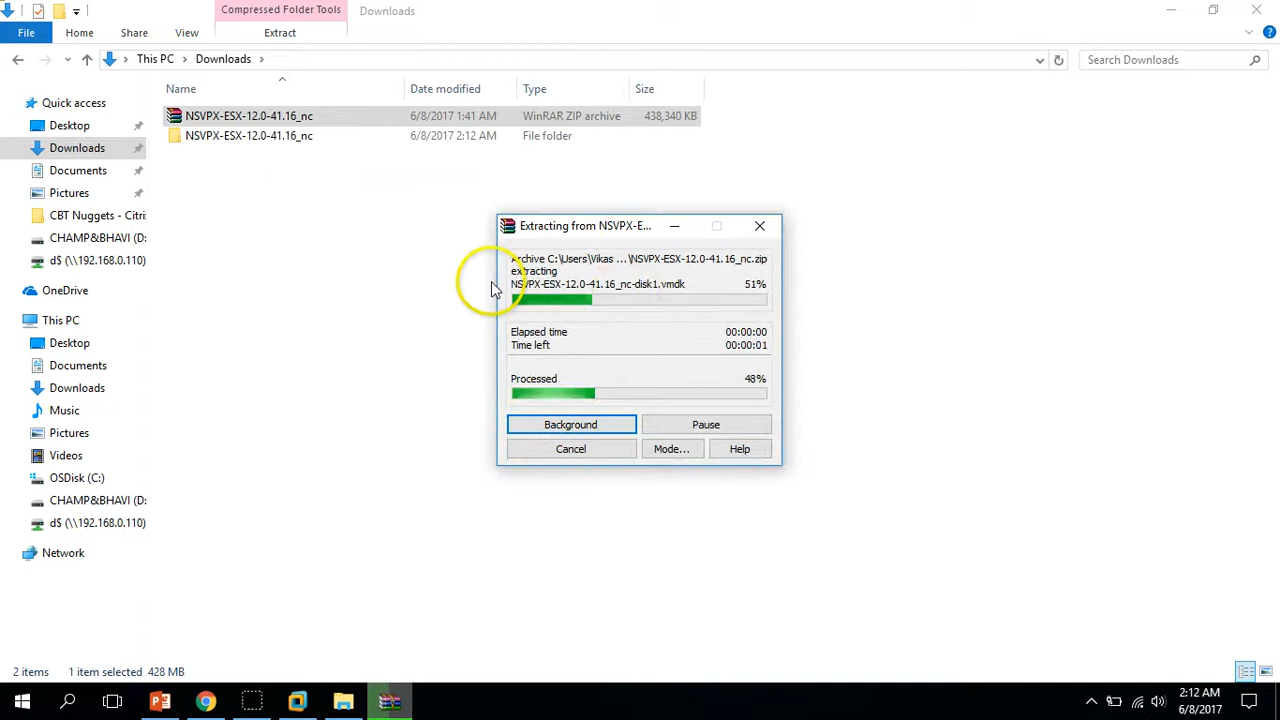 Compressed Folder Tools
Downloads
File
Home
Share
View
Extract
This PC
Downloads
Search Downloads
Name
Date modified
Type
Size
NSVPX-ESX-12.0-41.16_nc
6/8/2017 1:41 AM
WinRAR ZIP archive
438,340 KB
NSVPX-ESX-12.0-41.16_nc
6/8/2017 2:12 AM
File folder
Quick access
Desktop
Downloads
Documents
Pictures
CBT Nuggets - Citri
CHAMP&BHAVI (D:
d$ (\\192.168.0.110)
OneDrive
This PC
Desktop
Documents
Downloads
Music
Pictures
Videos
OSDisk (C:)
CHAMP&BHAVI (D:
d$ (\\192.168.0.110)
Network
Extracting from NSVPX-E...
Archive C:\Users\Vikas ...\NSVPX-ESX-12.0-41.16_nc.zip
extracting
NSVPX-ESX-12.0-41.16_nc-disk1.vmdk 51%
Elapsed time 00:00:00
Time left 00:00:01
Processed 48%
Background
Pause
Cancel
Mode...
Help
2 items
1 item selected 428 MB
2:12 AM
6/8/2017